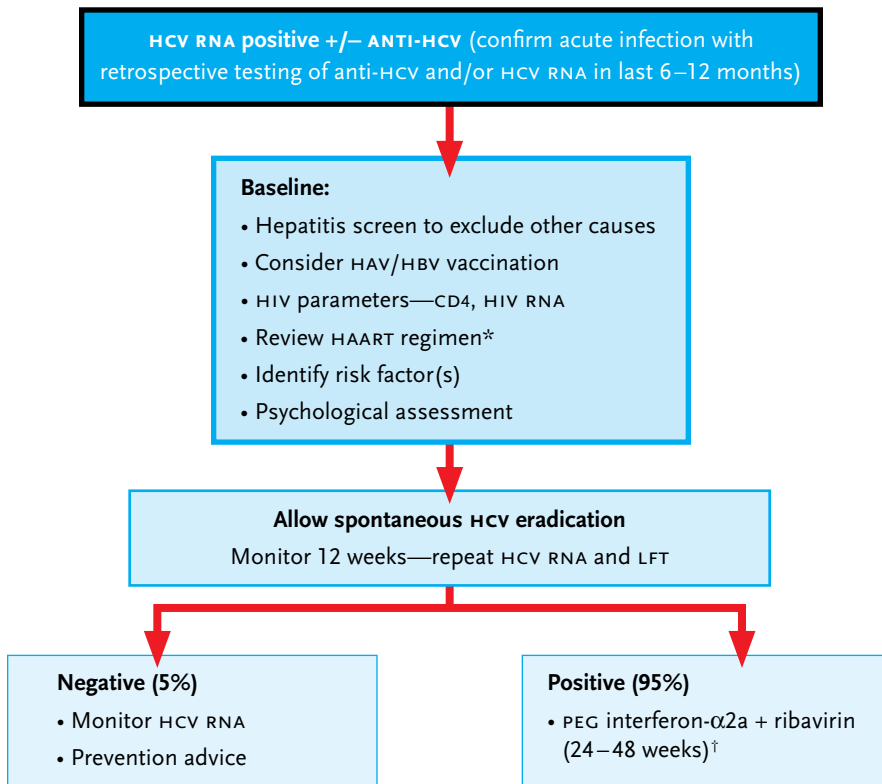 HCV RNA positive +/– ANTI-HCV (confirm acute infection with
retrospective testing of anti-HCV and/or HCV RNA in last 6–12 months)
Baseline:
• Hepatitis screen to exclude other causes
• Consider HAV/HBV vaccination
• HIV parameters—CD4, HIV RNA
• Review HAART regimen*
• Identify risk factor(s)
• Psychological assessment
Allow spontaneous HCV eradication
Monitor 12 weeks—repeat HCV RNA and LFT
Negative (5%)
• Monitor HCV RNA
• Prevention advice
Positive (95%)
• PEG interferon-α2a + ribavirin
(24–48 weeks)†